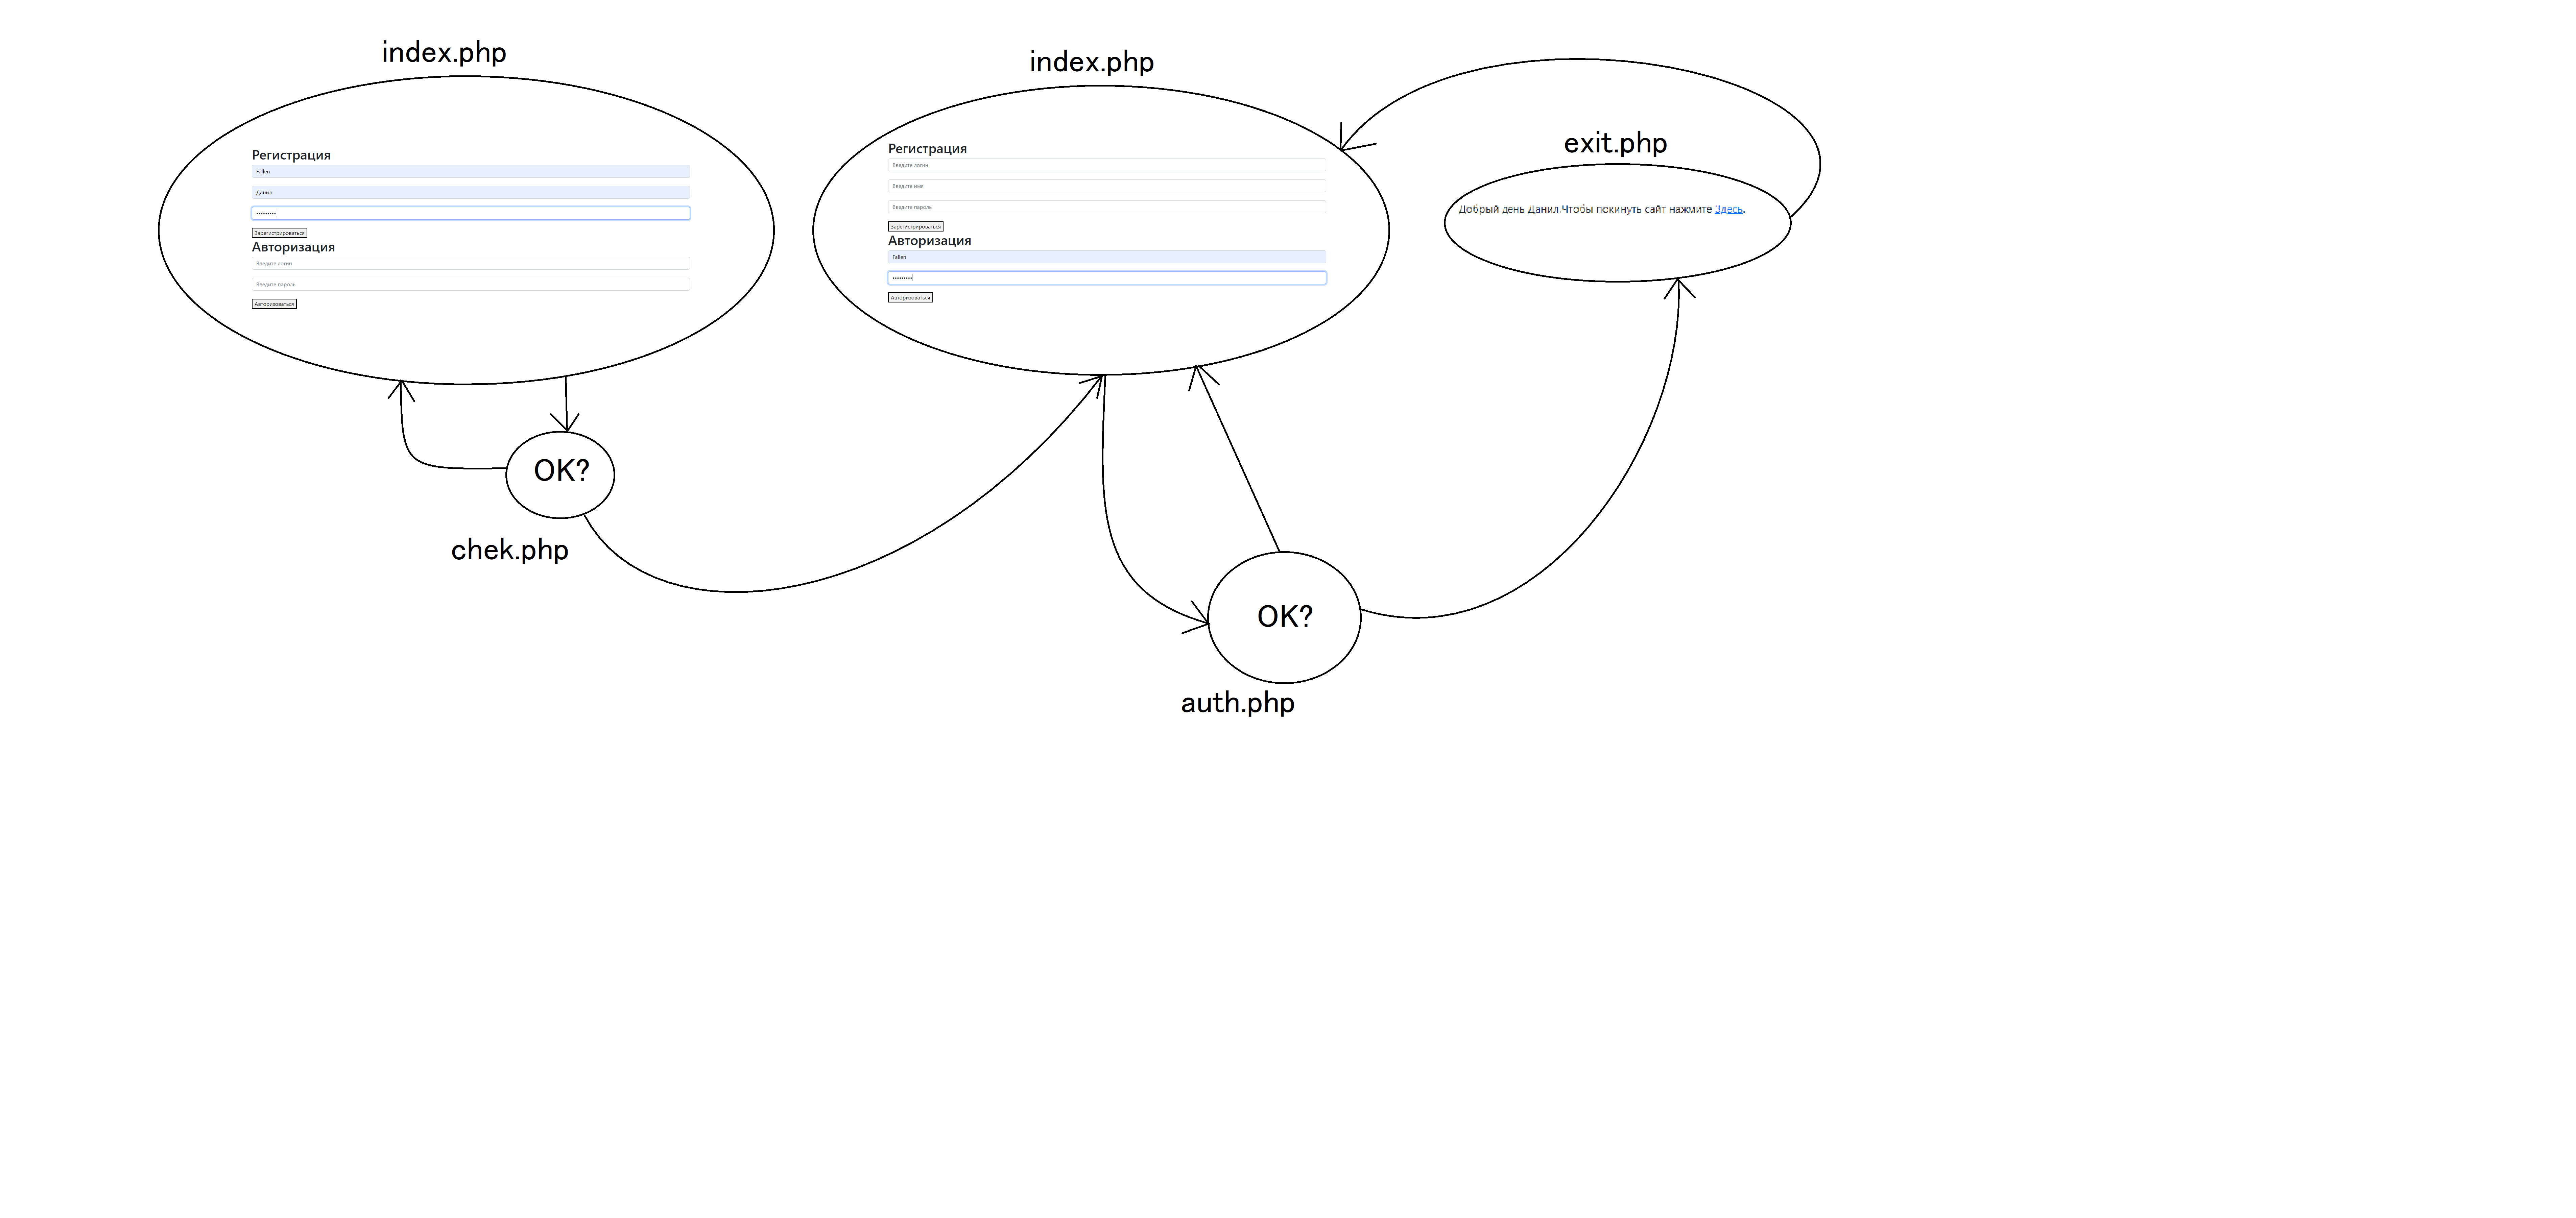 index.php
Регистрация
Fallen
Данил
Зарегистрироваться
Авторизация
Введите логин
Введите пароль
Авторизоваться
OK?
chek.php
index.php
Регистрация
Введите логин
Введите имя
Введите пароль
Зарегистрироваться
Авторизация
Fallen
Авторизоваться
OK?
auth.php
exit.php
Добрый день Данил.Чтобы покинуть сайт нажмите Здесь.